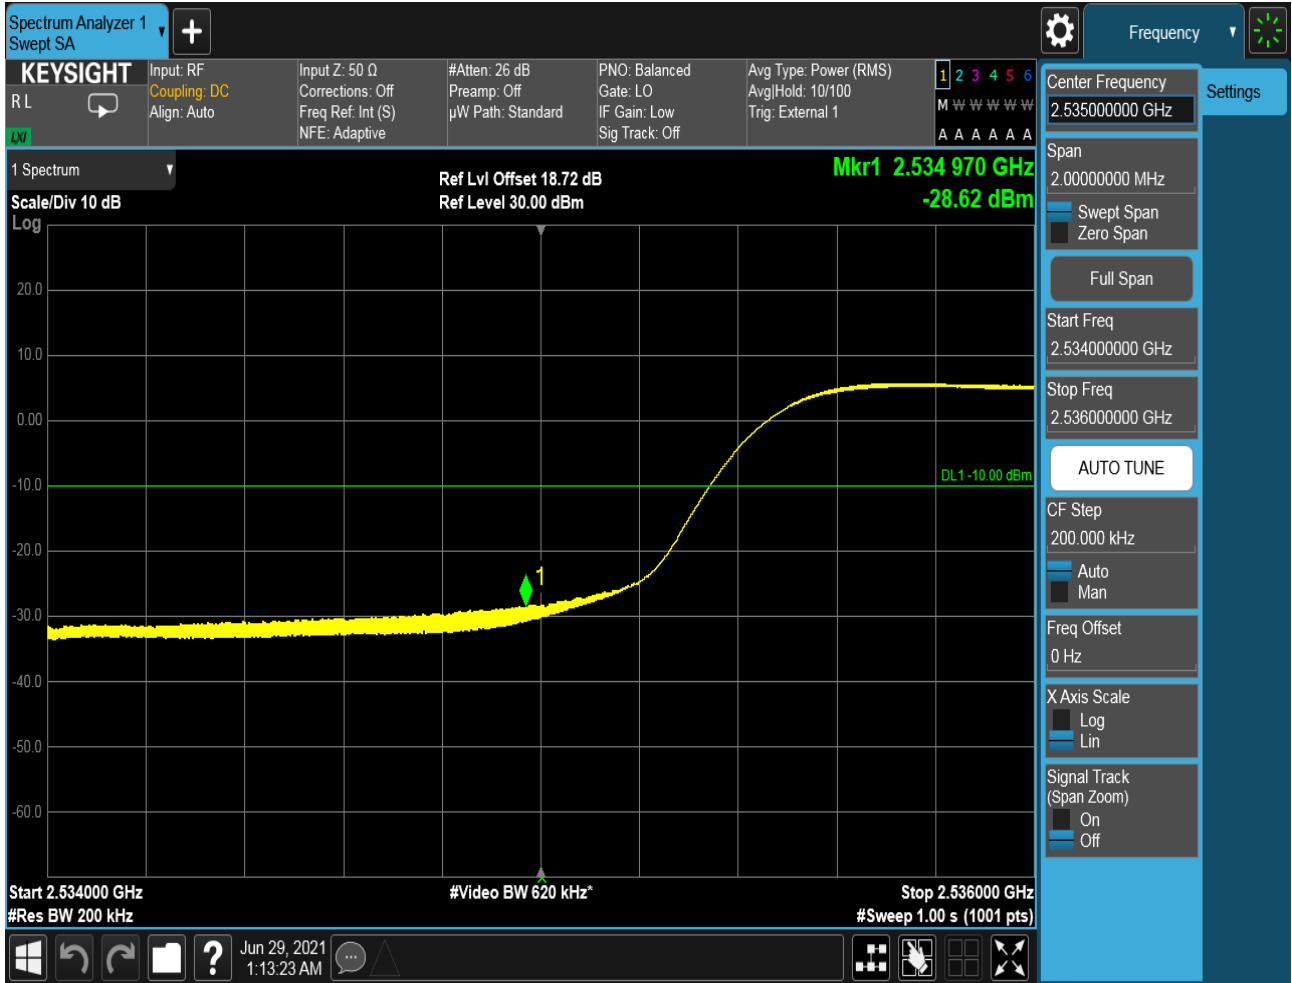 Spectrum Analyzer 1
Swept SA
Frequency
KEYSIGHT
R L
LXI
Input: RF
Coupling: DC
Align: Auto
Input Z: 50 Ω
Corrections: Off
Freq Ref: Int (S)
NFE: Adaptive
#Atten: 26 dB
Preamp: Off
µW Path: Standard
PNO: Balanced
Gate: LO
IF Gain: Low
Sig Track: Off
Avg Type: Power (RMS)
Avg|Hold: 10/100
Trig: External 1
1 2 3 4 5 6
M W W W W W
A A A A A A
1 Spectrum
Scale/Div 10 dB
Log
Ref Lvl Offset 18.72 dB
Ref Level 30.00 dBm
Mkr1 2.534 970 GHz
-28.62 dBm
20.0
10.0
0.00
-10.0
-20.0
-30.0
-40.0
-50.0
-60.0
DL1 -10.00 dBm
1
Start 2.534000 GHz
#Res BW 200 kHz
#Video BW 620 kHz*
Stop 2.536000 GHz
#Sweep 1.00 s (1001 pts)
Jun 29, 2021
1:13:23 AM
Center Frequency
2.535000000 GHz
Span
2.00000000 MHz
Swept Span
Zero Span
Full Span
Start Freq
2.534000000 GHz
Stop Freq
2.536000000 GHz
AUTO TUNE
CF Step
200.000 kHz
Auto
Man
Freq Offset
0 Hz
X Axis Scale
Log
Lin
Signal Track
(Span Zoom)
On
Off
Settings